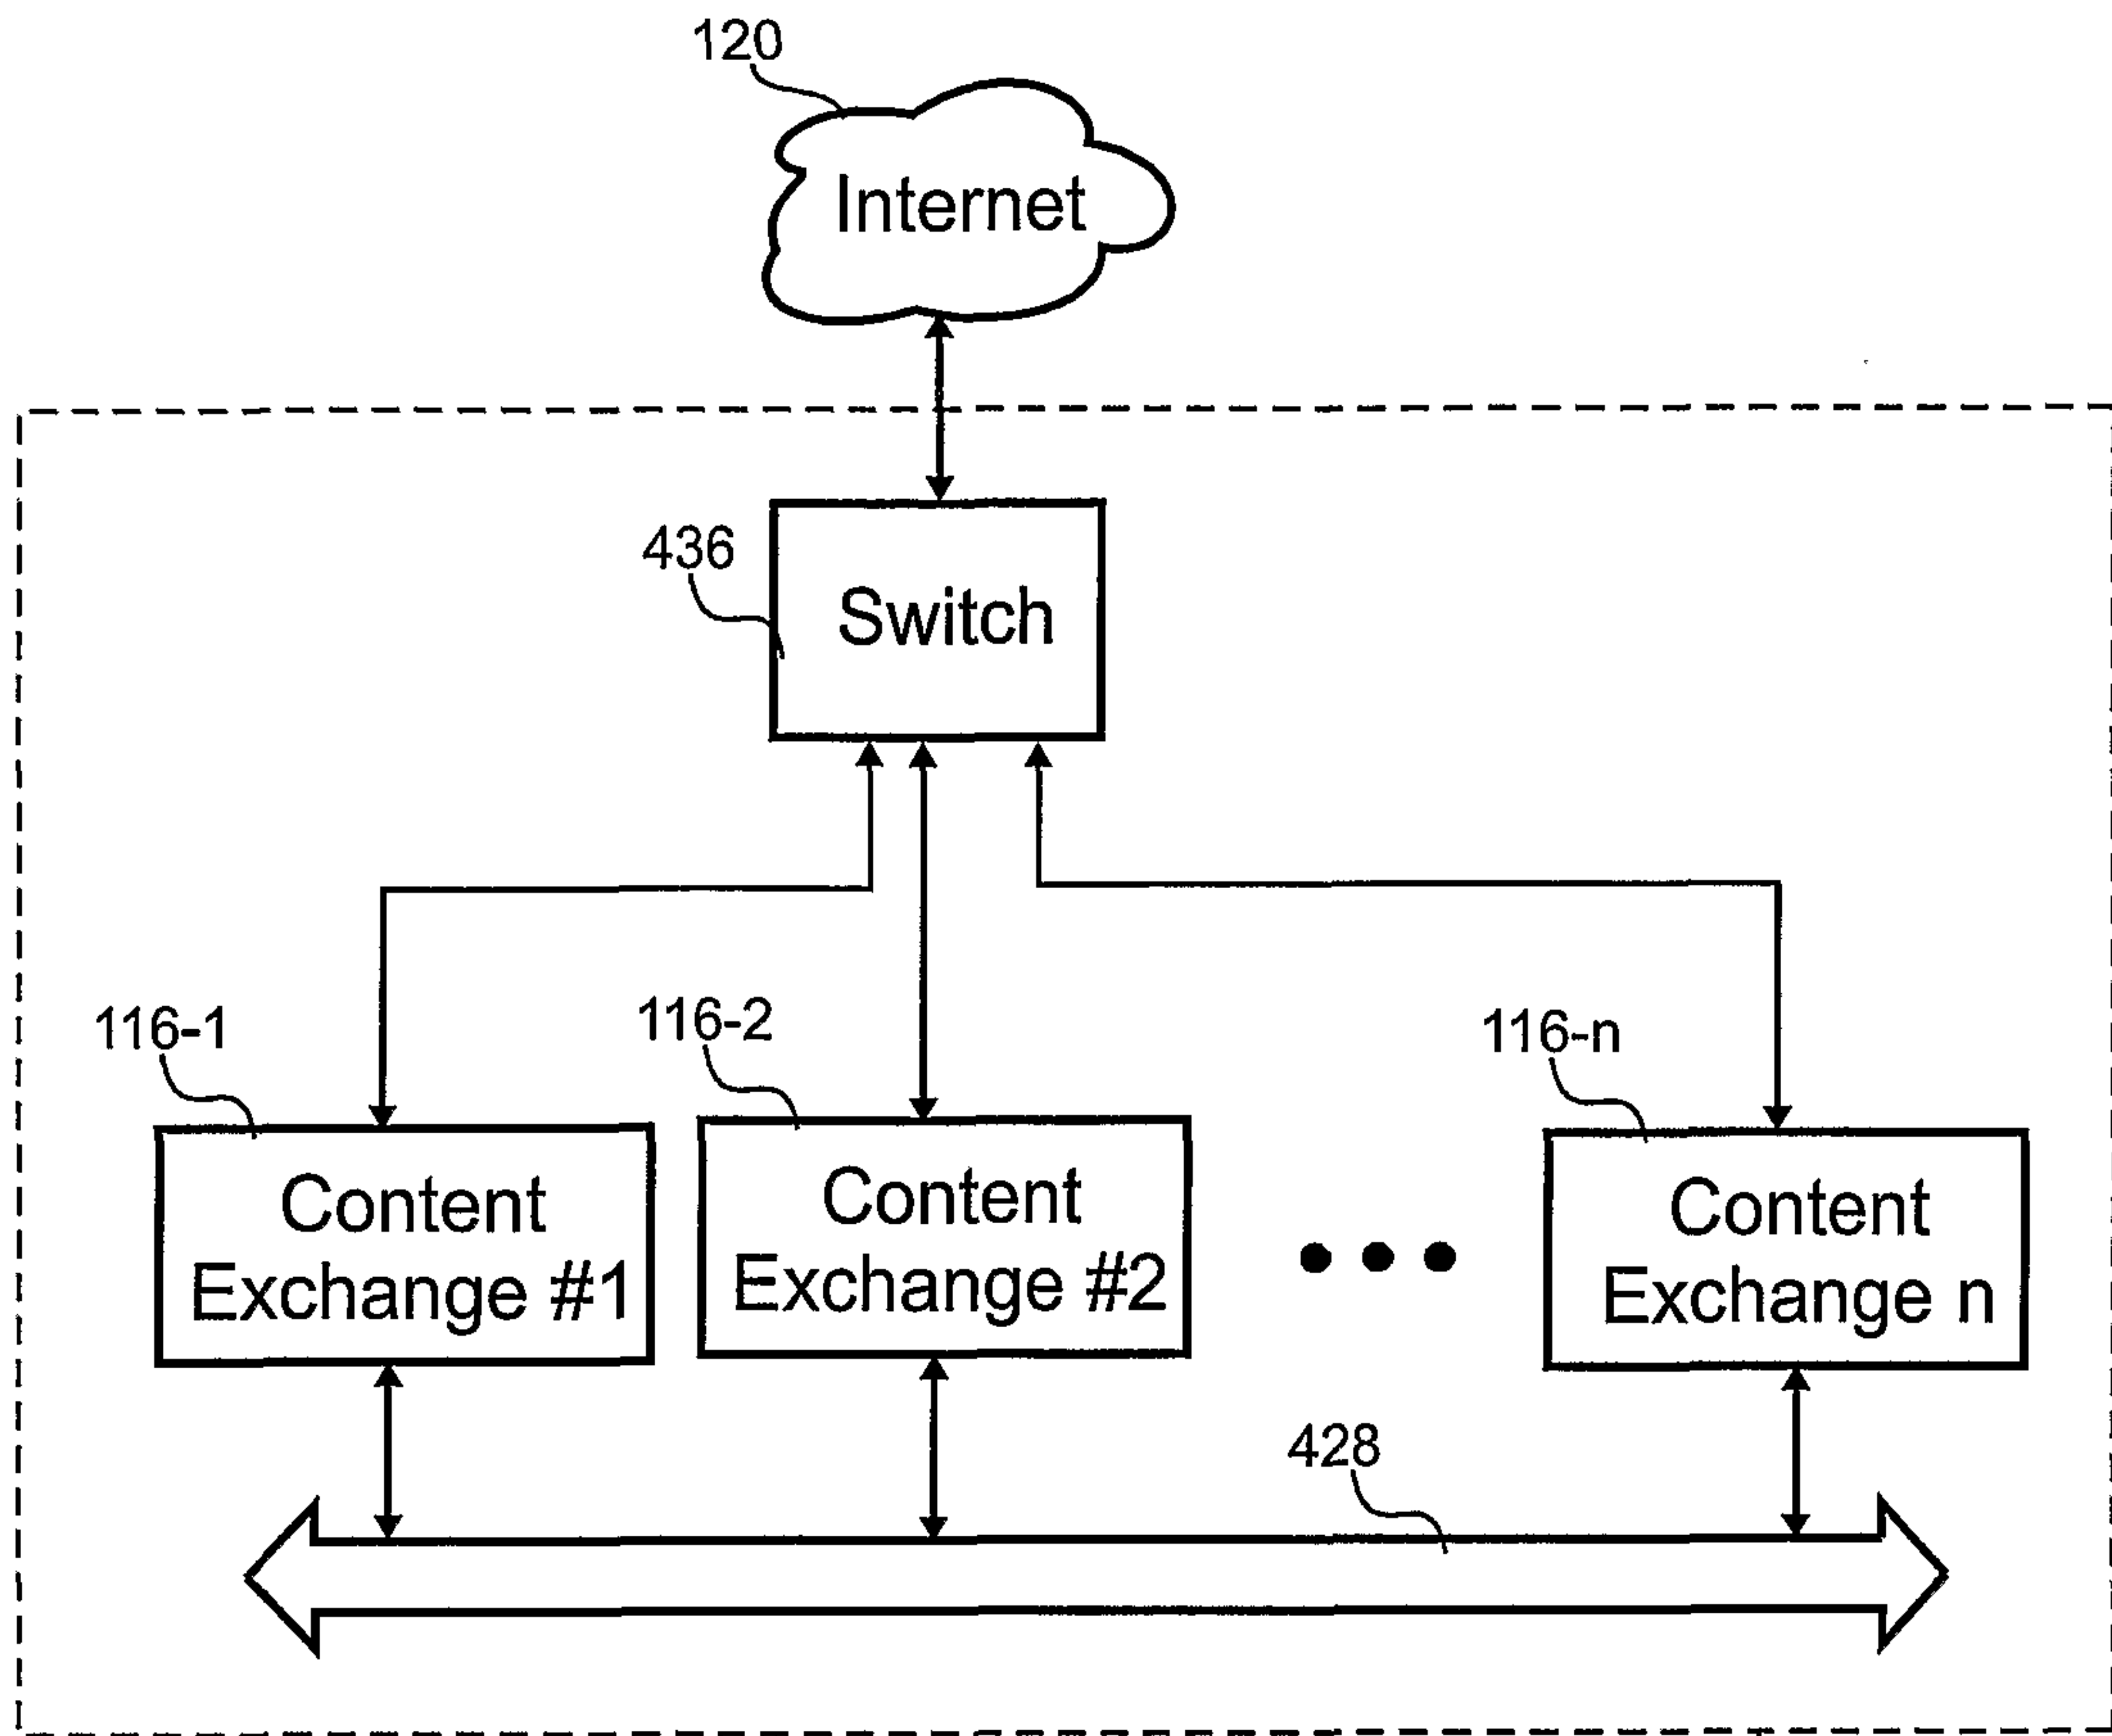 120
Internet
436
Switch
116-1
116-2
116-n
Content
Exchange #1
Content
Exchange #2
Content
Exchange n
428